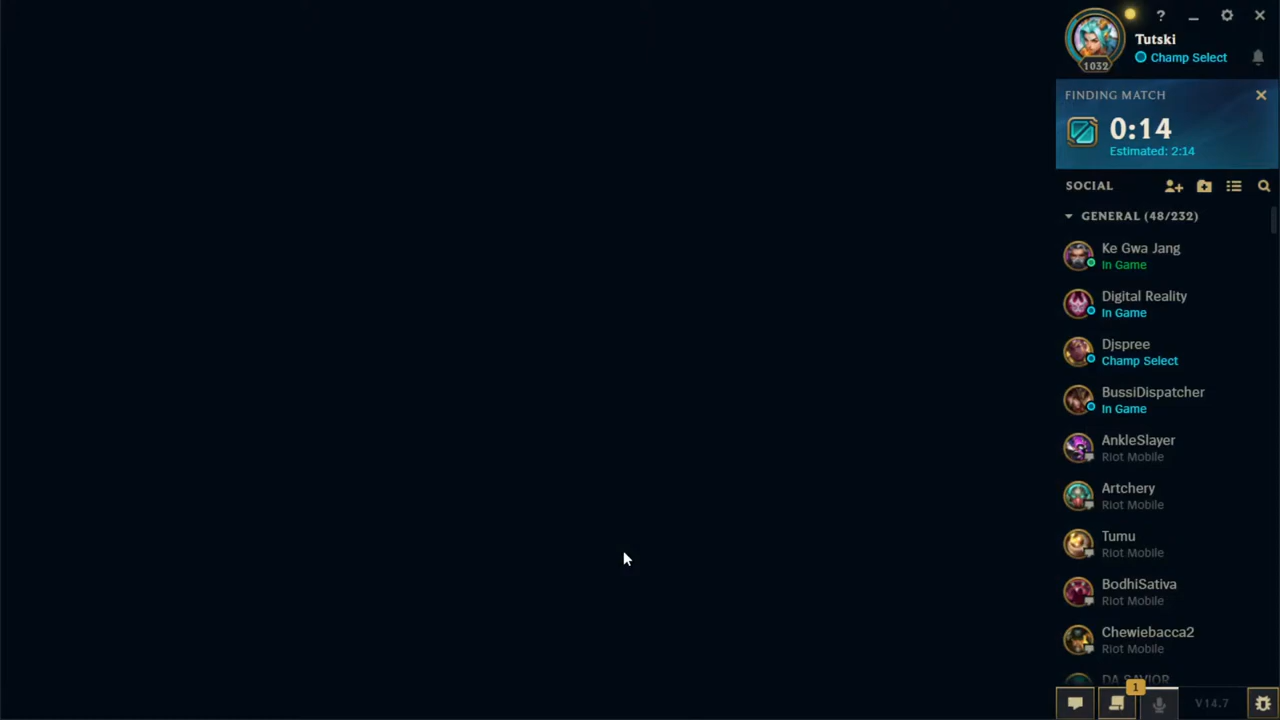 ?
Tutski
Champ Select
1032
FINDING MATCH
0:14
Estimated: 2:14
SOCIAL
GENERAL (48/232)
Ke Gwa Jang
In Game
Digital Reality
In Game
Djspree
Champ Select
BussiDispatcher
In Game
AnkleSlayer
Riot Mobile
Artchery
Riot Mobile
Tumu
Riot Mobile
BodhiSativa
Riot Mobile
Chewiebacca2
Riot Mobile
DA SAVIOR
1
V14.7